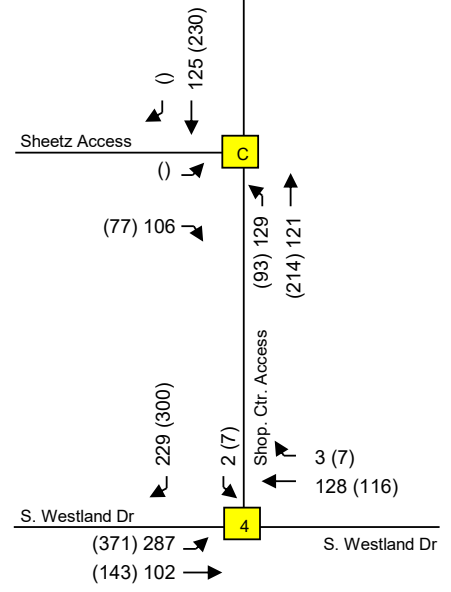 ()
125 (230)
Sheetz Access
C
()
(77) 106
(93) 129
(214) 121
Shop. Ctr. Access
229 (300)
2 (7)
3 (7)
128 (116)
S. Westland Dr
4
(371) 287
S. Westland Dr
(143) 102